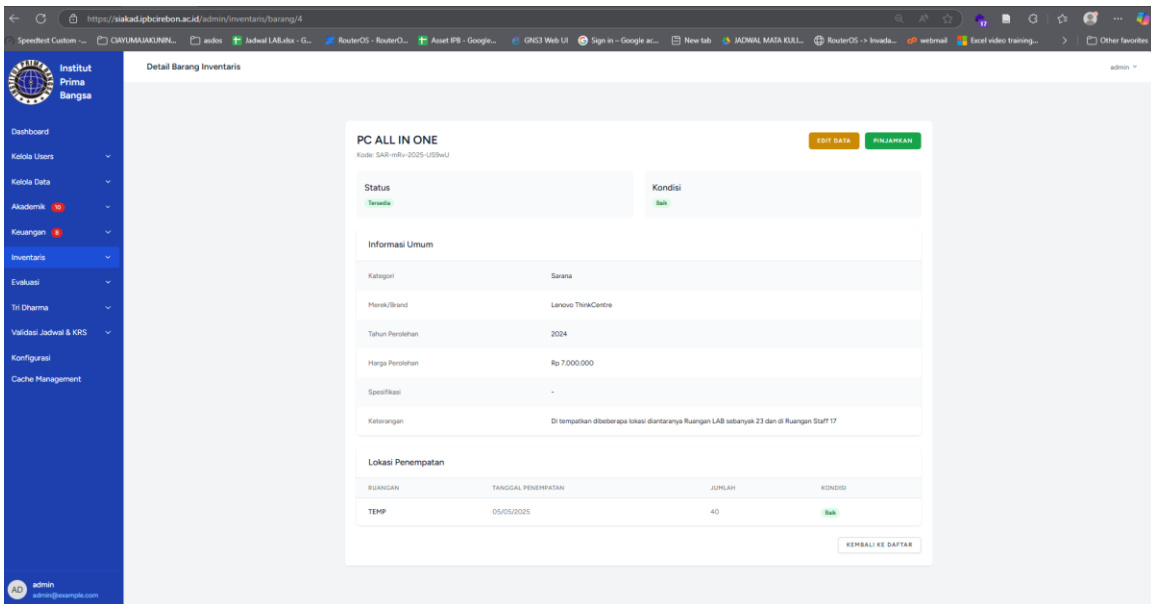 https://siakad.ipbcirebon.ac.id/admin/inventaris/barang/4
17
Speedtest Custom -... CIAYUMAJAKUNIN... asdos Jadwal LAB.xlsx - G... RouterOS - RouterO... Asset IPB - Google... GNS3 Web UI Sign in – Google ac... New tab JADWAL MATA KULI... RouterOS -> Invada... webmail Excel video training... Other favorites
Institut
Prima
Bangsa
Detail Barang Inventaris
admin
Dashboard
Kelola Users
Kelola Data
Akademik 10
Keuangan 8
Inventaris
Evaluasi
Tri Dharma
Validasi Jadwal & KRS
Konfigurasi
Cache Management
AD
admin
admin@example.com
PC ALL IN ONE
Kode: SAR-mRv-2025-US9wU
EDIT DATA
PINJAMKAN
Status
Tersedia
Kondisi
Baik
Informasi Umum
Kategori Sarana
Merek/Brand Lenovo ThinkCentre
Tahun Perolehan 2024
Harga Perolehan Rp 7.000.000
Spesifikasi -
Keterangan Di tempatkan dibeberapa lokasi diantaranya Ruangan LAB sebanyak 23 dan di Ruangan Staff 17
Lokasi Penempatan
RUANGAN TANGGAL PENEMPATAN JUMLAH KONDISI
TEMP 05/05/2025 40 Baik
KEMBALI KE DAFTAR